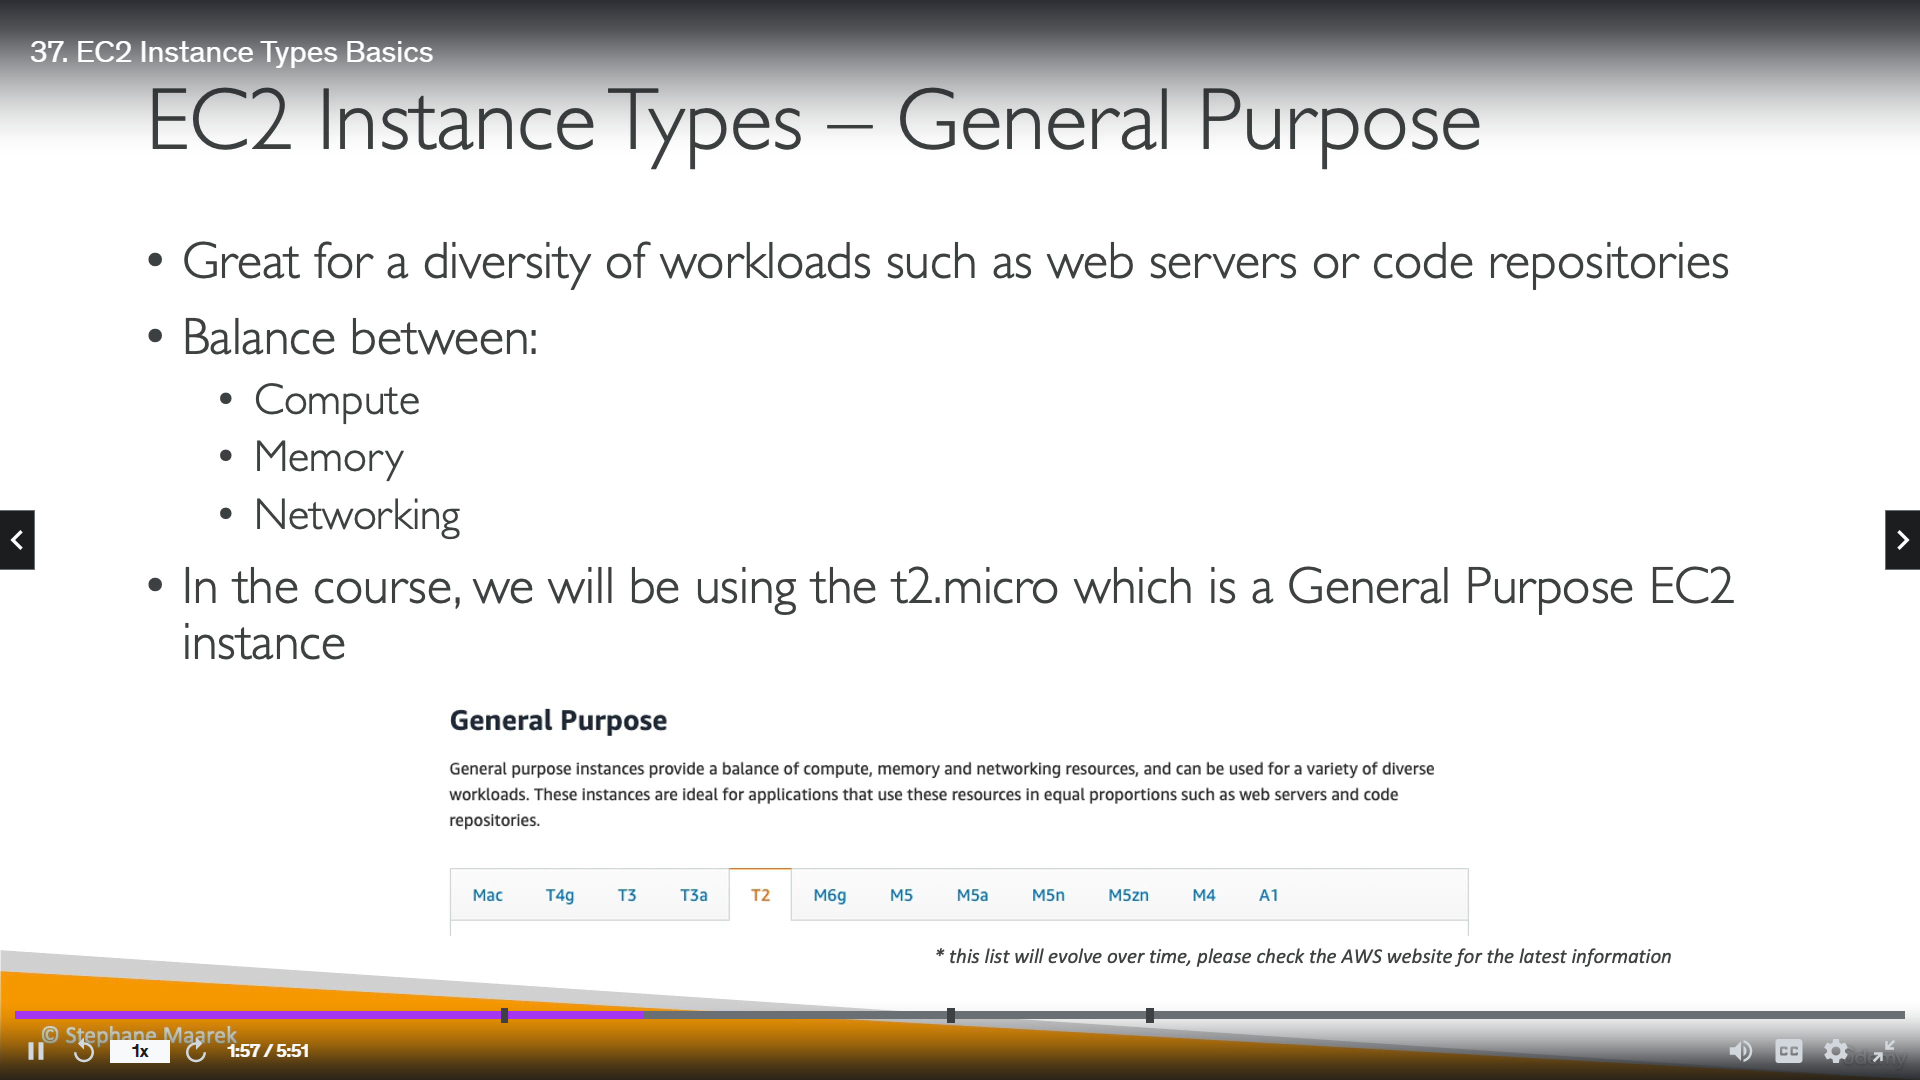 37. EC2 Instance Types Basics
EC2 Instance Types – General Purpose
• Great for a diversity of workloads such as web servers or code repositories
• Balance between:
• Compute
• Memory
• Networking
• In the course, we will be using the t2.micro which is a General Purpose EC2
instance
General Purpose
General purpose instances provide a balance of compute, memory and networking resources, and can be used for a variety of diverse
workloads. These instances are ideal for applications that use these resources in equal proportions such as web servers and code
repositories.
Mac T4g T3 T3a T2 M6g M5 M5a M5n M5zn M4 A1
* this list will evolve over time, please check the AWS website for the latest information
© Stephane Maarek
1x 1:57 / 5:51 CC